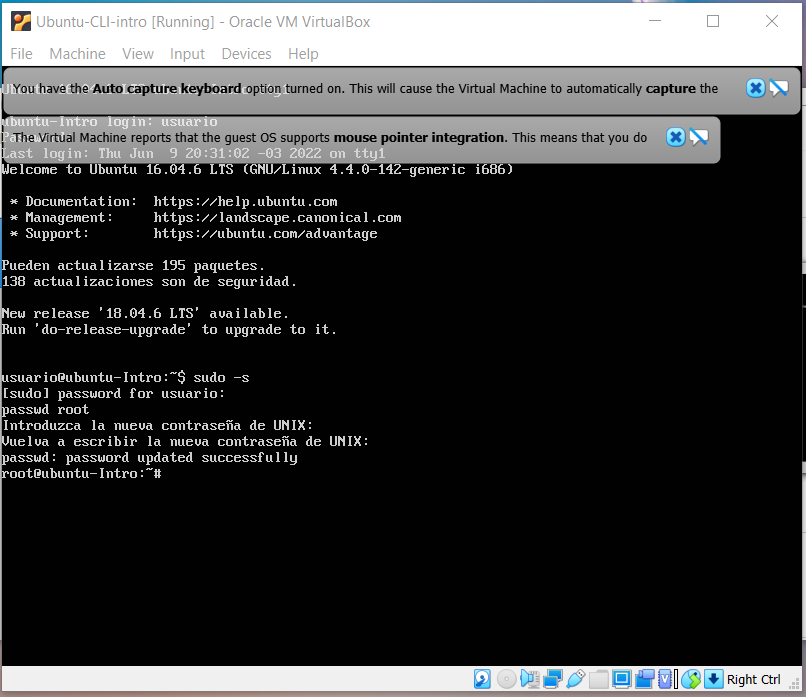 Ubuntu-CLI-intro [Running] - Oracle VM VirtualBox
File Machine View Input Devices Help
You have the Auto capture keyboard option turned on. This will cause the Virtual Machine to automatically capture the
ubuntu-Intro login: usuario
The Virtual Machine reports that the guest OS supports mouse pointer integration. This means that you do
Last login: Thu Jun  9 20:31:02 -03 2022 on tty1
Welcome to Ubuntu 16.04.6 LTS (GNU/Linux 4.4.0-142-generic i686)
* Documentation:  https://help.ubuntu.com
* Management:     https://landscape.canonical.com
* Support:        https://ubuntu.com/advantage
Pueden actualizarse 195 paquetes.
138 actualizaciones son de seguridad.
New release '18.04.6 LTS' available.
Run 'do-release-upgrade' to upgrade to it.
usuario@ubuntu-Intro:~$ sudo -s
[sudo] password for usuario:
passwd root
Introduzca la nueva contraseña de UNIX:
Vuelva a escribir la nueva contraseña de UNIX:
passwd: password updated successfully
root@ubuntu-Intro:~#
Right Ctrl